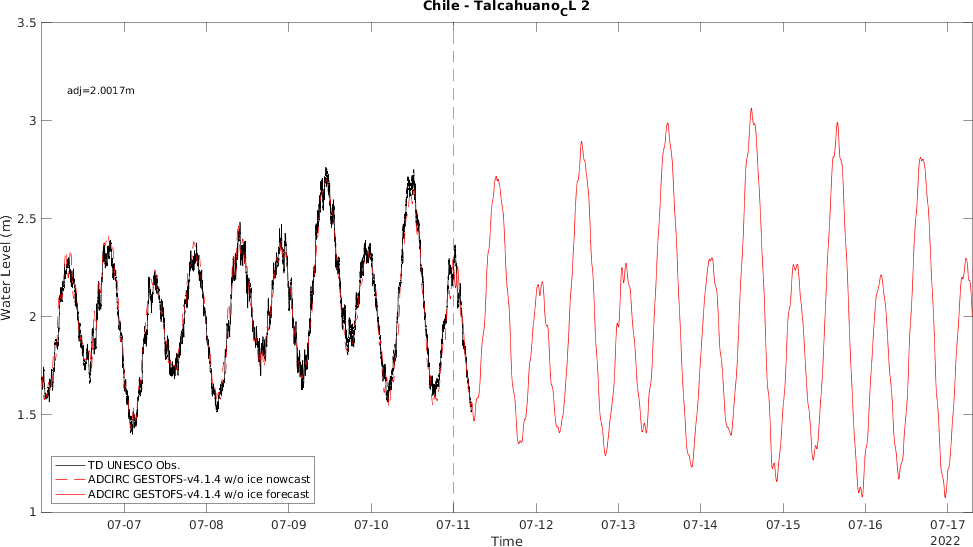 Chile - Talcahuano_CL 2
3.5
3
2.5
2
1.5
1
Water Level (m)
adj=2.0017m
TD UNESCO Obs.
ADCIRC GESTOFS-v4.1.4 w/o ice nowcast
ADCIRC GESTOFS-v4.1.4 w/o ice forecast
07-07 07-08 07-09 07-10 07-11 07-12 07-13 07-14 07-15 07-16 07-17
Time
2022